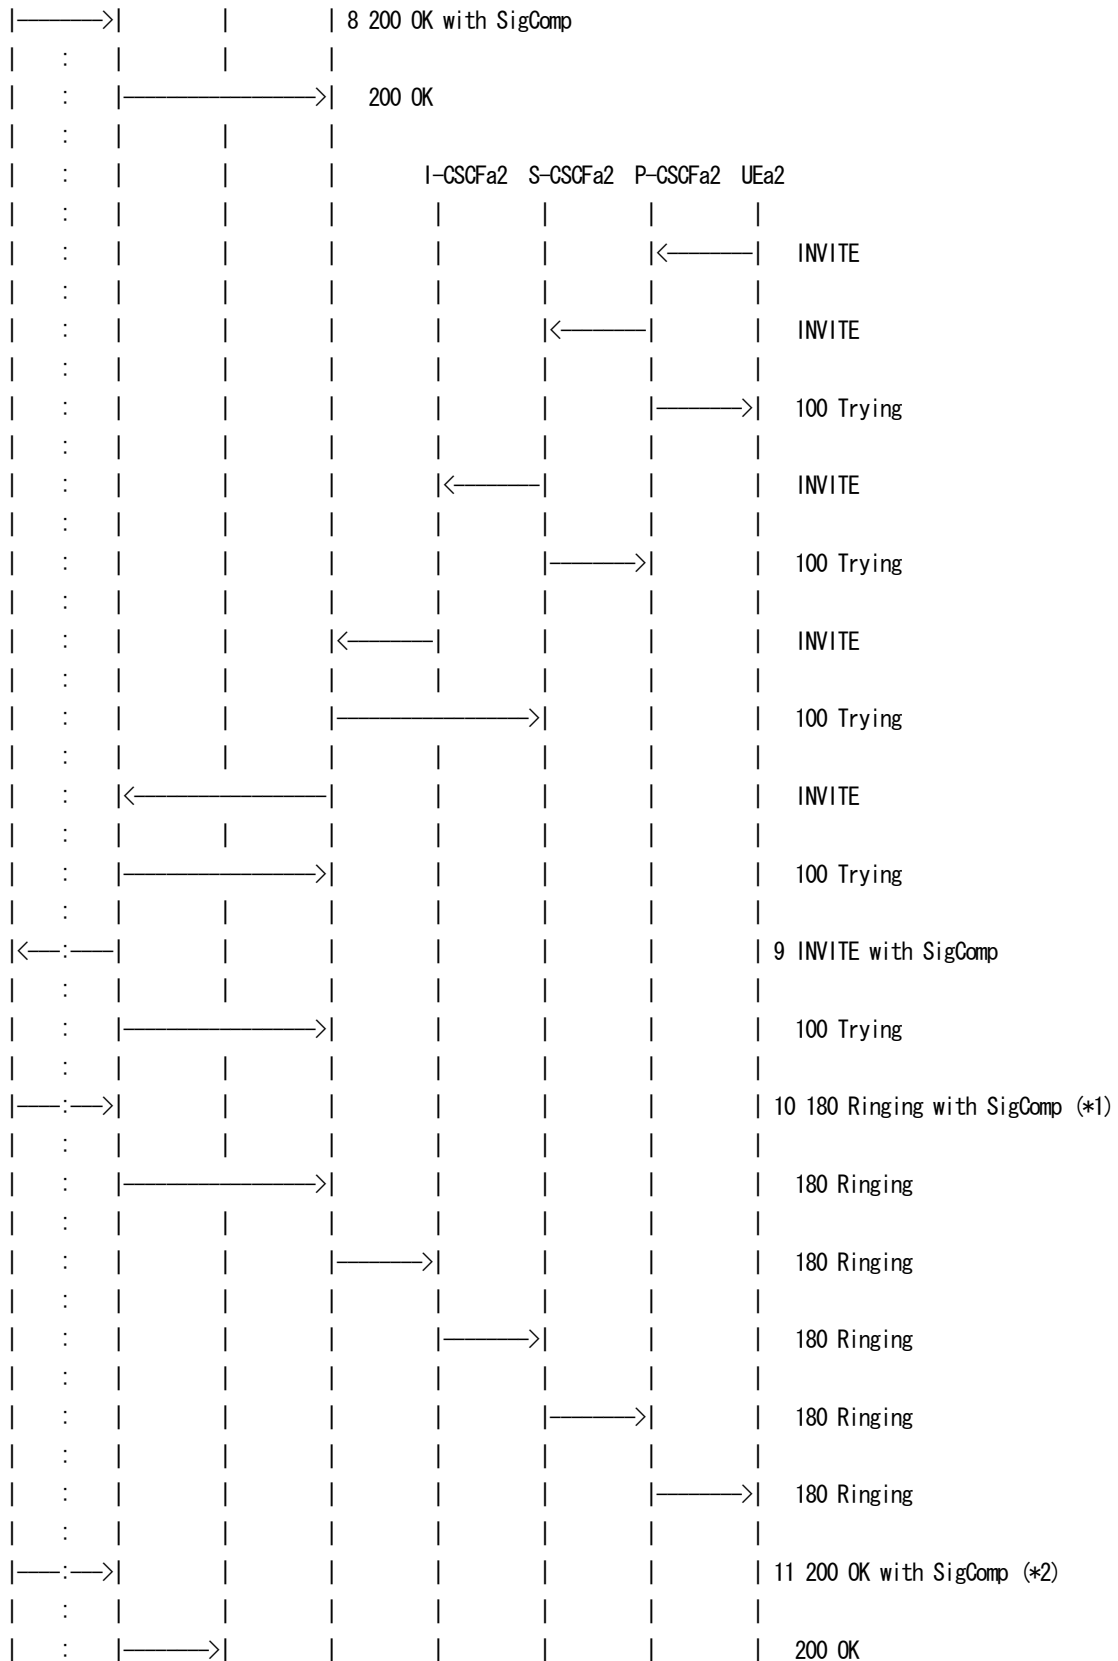 8 200 OK with SigComp
200 OK
I-CSCFa2 S-CSCFa2 P-CSCFa2 UEa2
INVITE
INVITE
100 Trying
INVITE
100 Trying
INVITE
100 Trying
INVITE
100 Trying
9 INVITE with SigComp
100 Trying
10 180 Ringing with SigComp (*1)
180 Ringing
180 Ringing
180 Ringing
180 Ringing
180 Ringing
11 200 OK with SigComp (*2)
200 OK